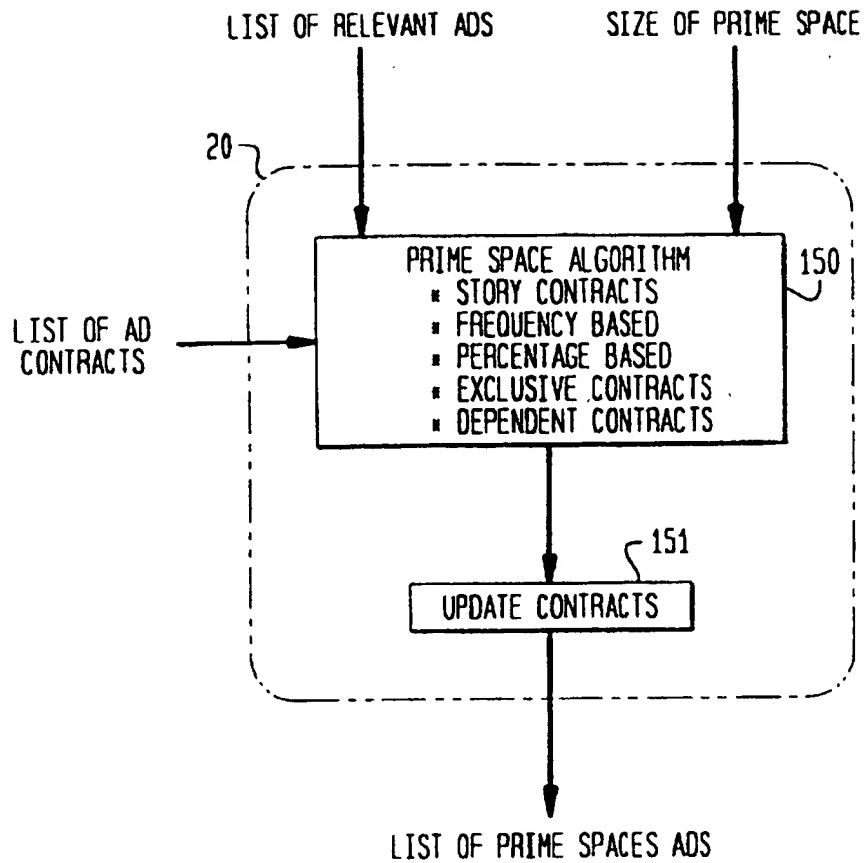 LIST OF RELEVANT ADS
SIZE OF PRIME SPACE
20
PRIME SPACE ALGORITHM
* STORY CONTRACTS
* FREQUENCY BASED
* PERCENTAGE BASED
* EXCLUSIVE CONTRACTS
* DEPENDENT CONTRACTS
150
LIST OF AD
CONTRACTS
151
UPDATE CONTRACTS
LIST OF PRIME SPACES ADS